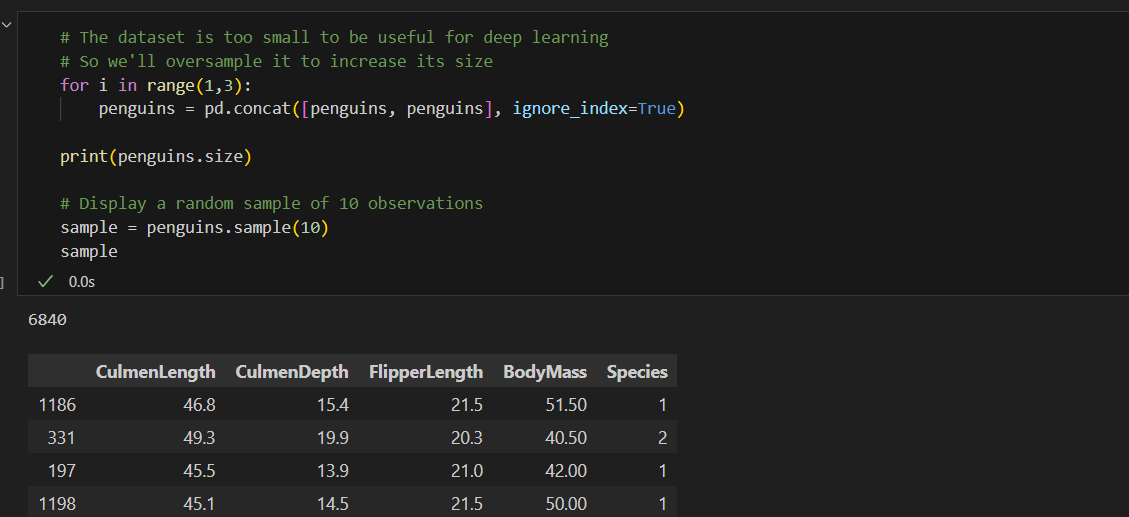 # The dataset is too small to be useful for deep learning
# So we'll oversample it to increase its size
for i in range(1,3):
    penguins = pd.concat([penguins, penguins], ignore_index=True)
print(penguins.size)
# Display a random sample of 10 observations
sample = penguins.sample(10)
sample
] ✓ 0.0s
6840
CulmenLength CulmenDepth FlipperLength BodyMass Species
1186 46.8 15.4 21.5 51.50 1
331 49.3 19.9 20.3 40.50 2
197 45.5 13.9 21.0 42.00 1
1198 45.1 14.5 21.5 50.00 1